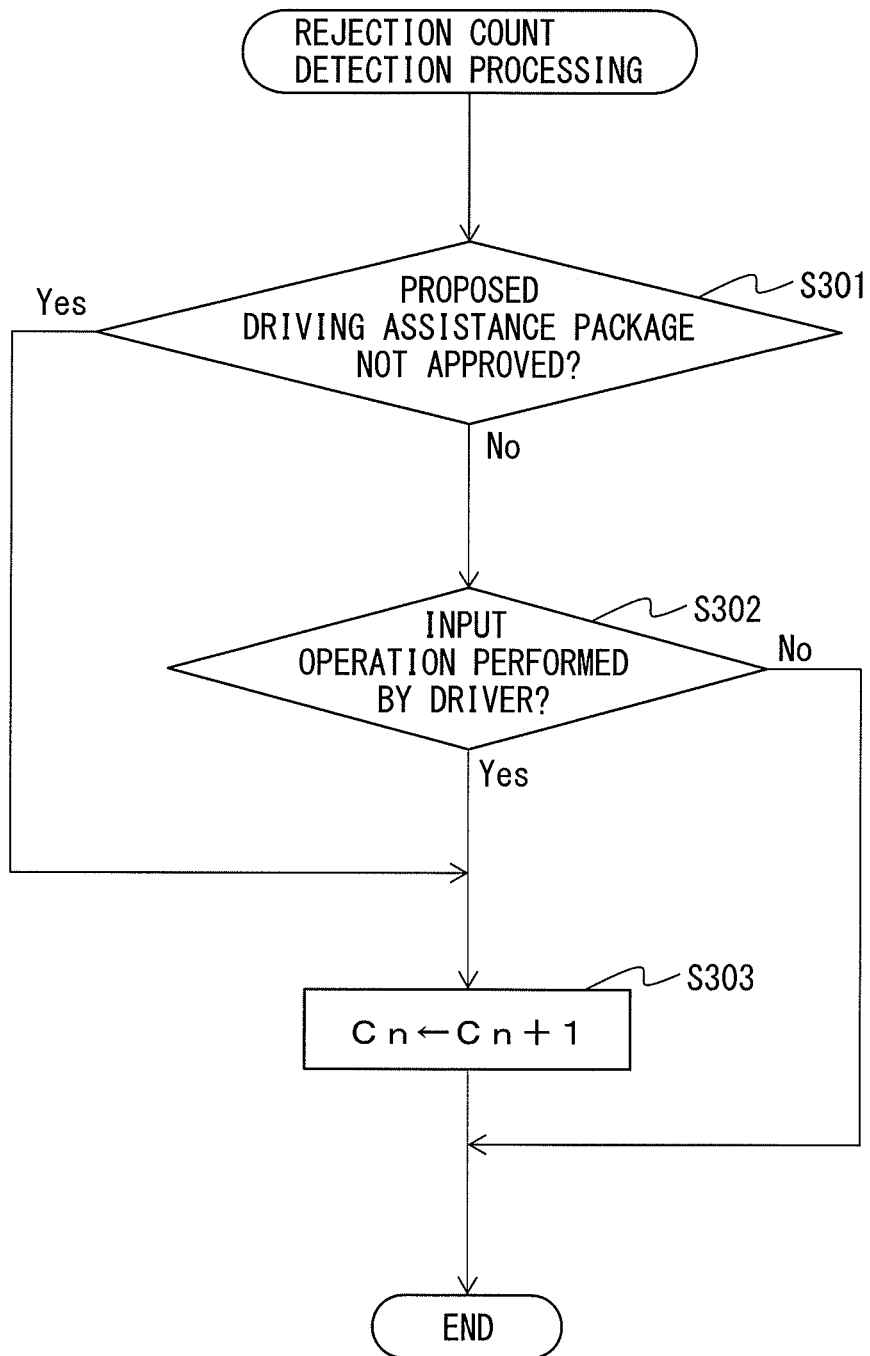 REJECTION COUNT
DETECTION PROCESSING
PROPOSED
DRIVING ASSISTANCE PACKAGE
NOT APPROVED?
S301
Yes
No
INPUT
OPERATION PERFORMED
BY DRIVER?
S302
No
Yes
Cn←Cn+1
S303
END